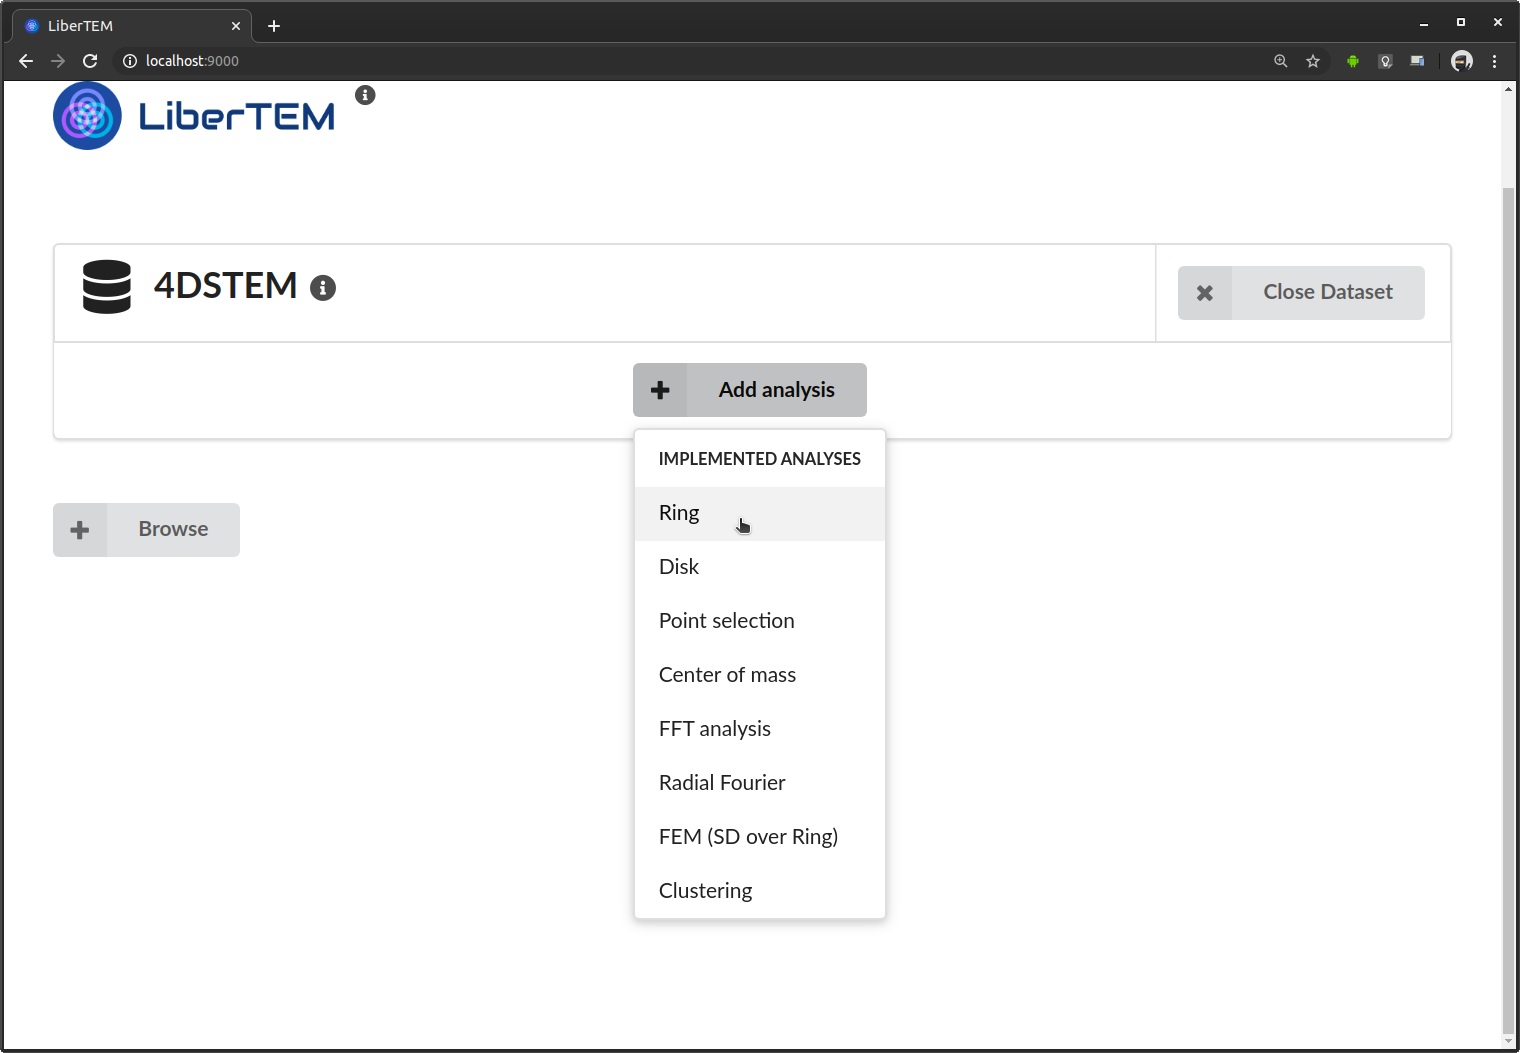 LiberTEM
localhost:9000
LiberTEM
4DSTEM
Close Dataset
Add analysis
IMPLEMENTED ANALYSES
Ring
Disk
Point selection
Center of mass
FFT analysis
Radial Fourier
FEM (SD over Ring)
Clustering
Browse